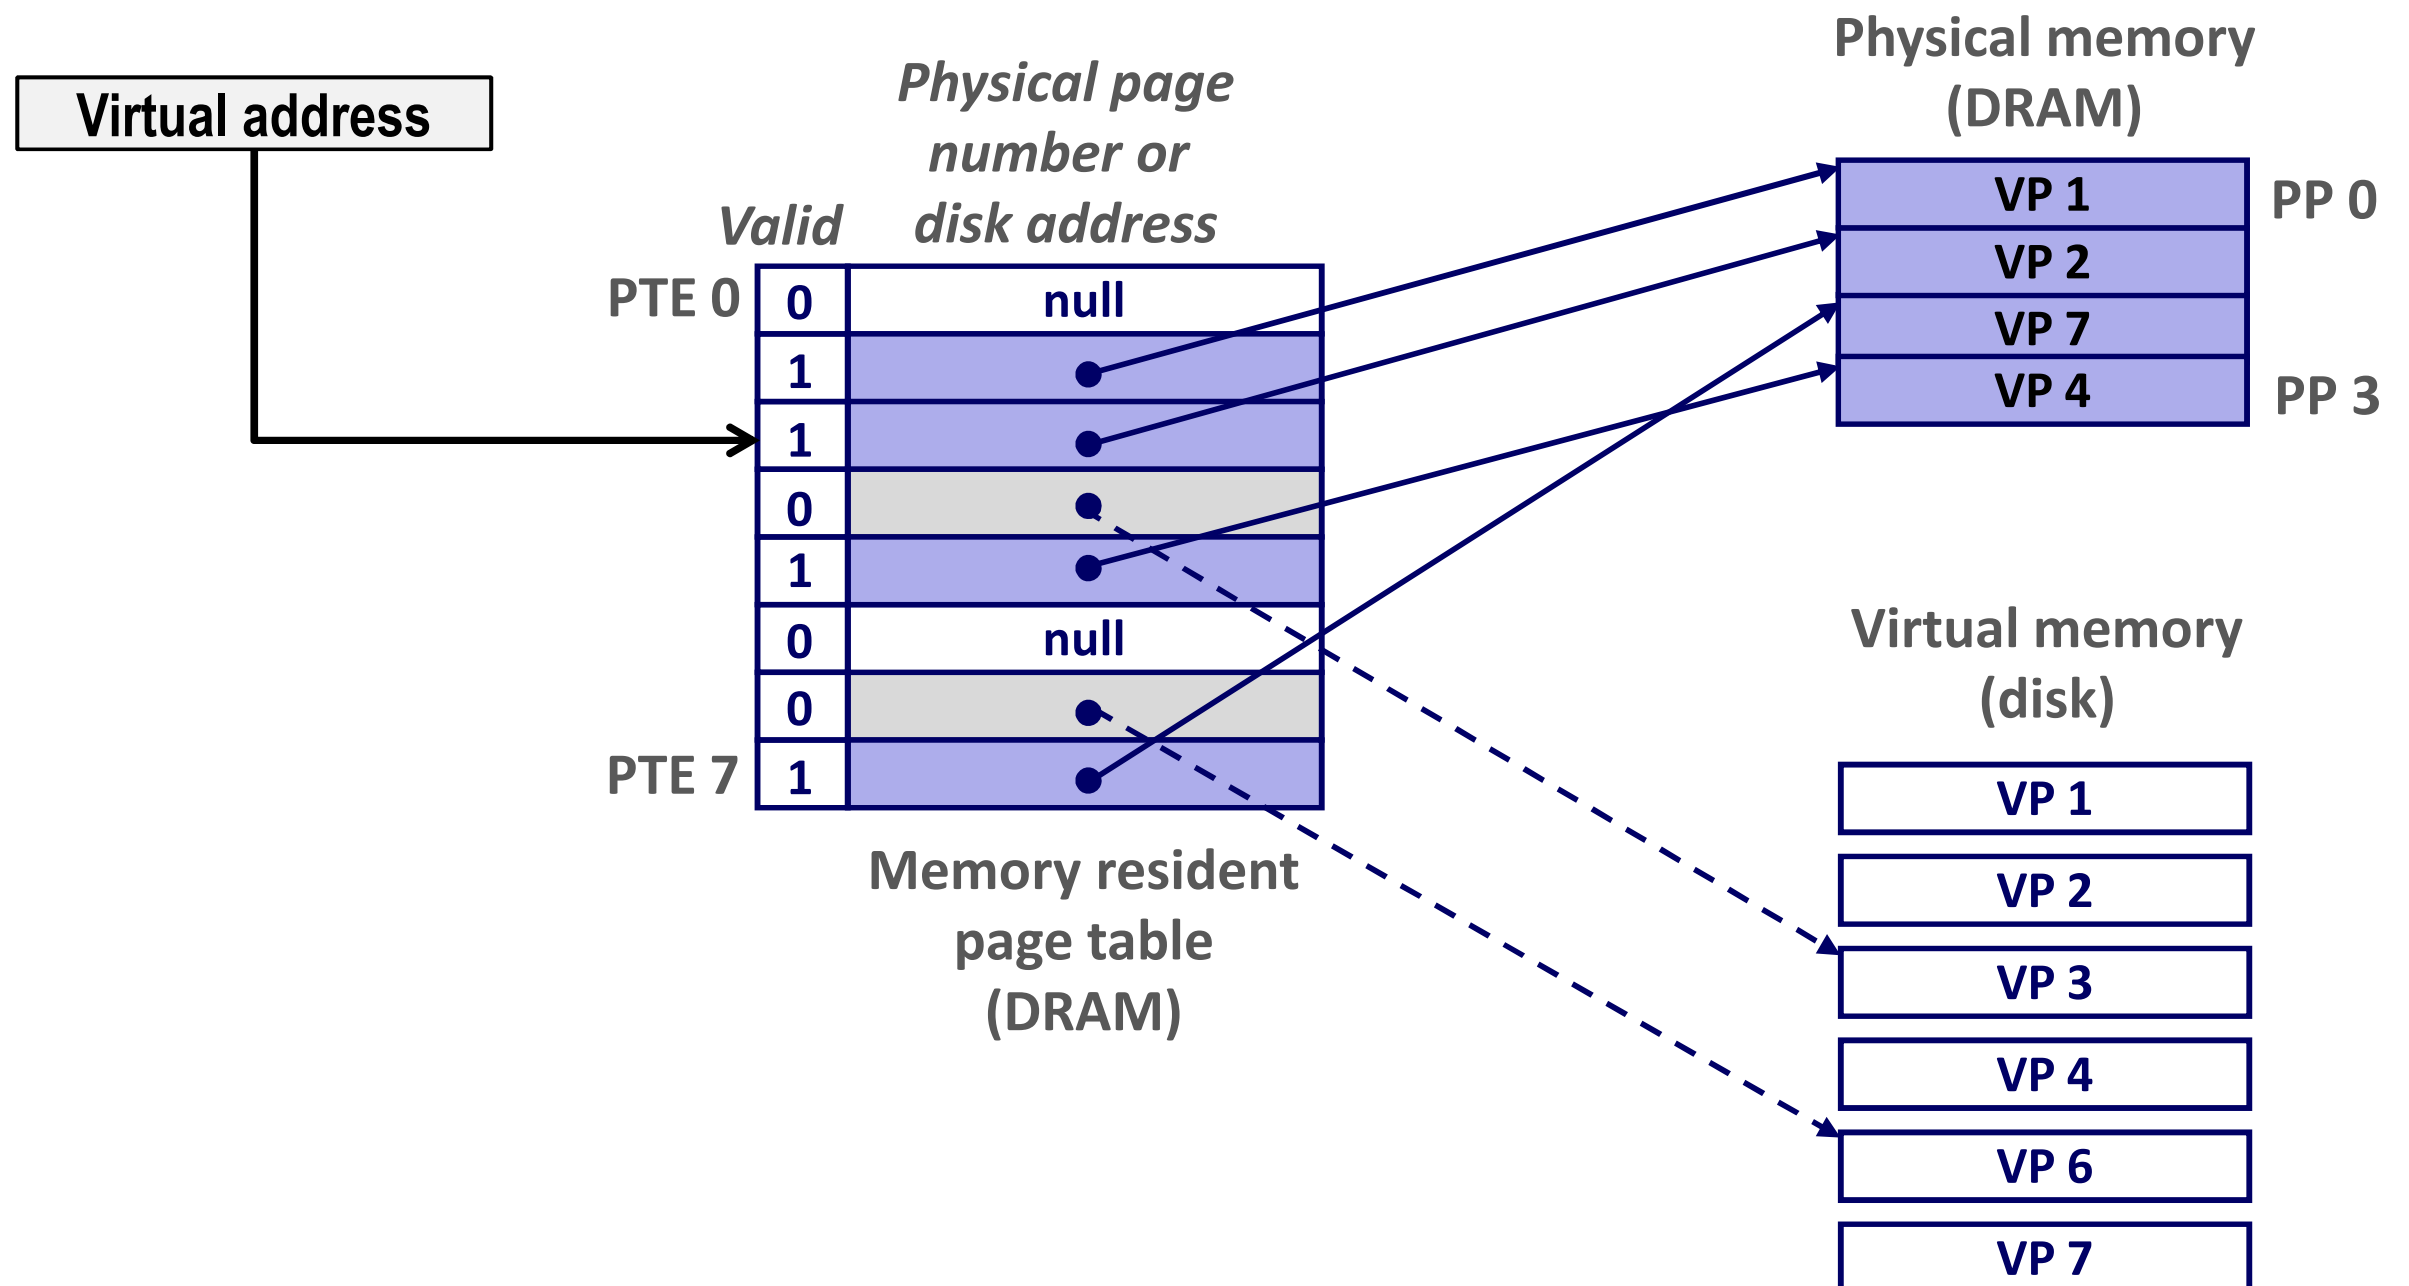 Virtual address
Physical page
number or
disk address
Valid
PTE 0
0
null
1
1
0
1
0
null
0
PTE 7
1
Memory resident
page table
(DRAM)
Physical memory
(DRAM)
VP 1
PP 0
VP 2
VP 7
VP 4
PP 3
Virtual memory
(disk)
VP 1
VP 2
VP 3
VP 4
VP 6
VP 7